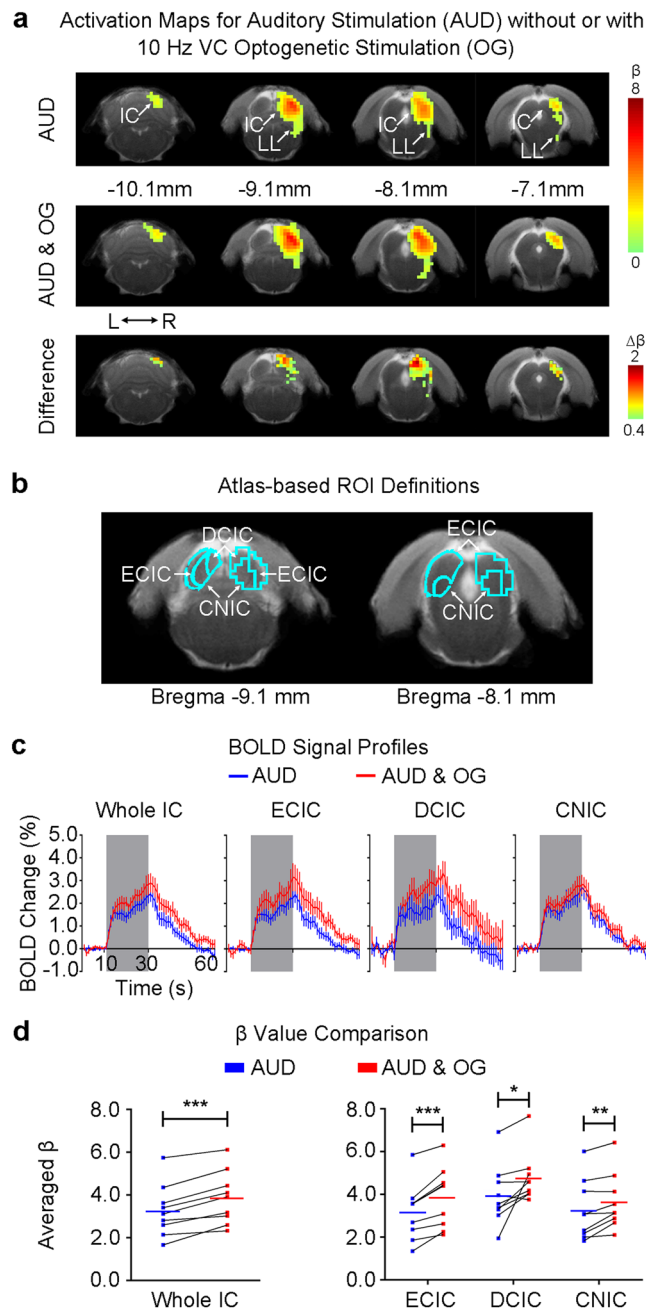 a
Activation Maps for Auditory Stimulation (AUD) without or with
10 Hz VC Optogenetic Stimulation (OG)
AUD
IC
IC
LL
IC
LL
IC
LL
β
8
0
-10.1mm
-9.1mm
-8.1mm
-7.1mm
AUD & OG
L
R
Difference
Δβ
2
0.4
b
Atlas-based ROI Definitions
DCIC
ECIC
ECIC
CNIC
ECIC
CNIC
Bregma -9.1 mm
Bregma -8.1 mm
c
BOLD Signal Profiles
AUD
AUD & OG
Whole IC
ECIC
DCIC
CNIC
BOLD Change (%)
5.0
4.0
3.0
2.0
1.0
0.0
-1.0
10
30
60
Time (s)
d
β Value Comparison
AUD
AUD & OG
Averaged β
8.0
6.0
4.0
2.0
0.0
***
Whole IC
8.0
6.0
4.0
2.0
0.0
***
*
**
ECIC
DCIC
CNIC